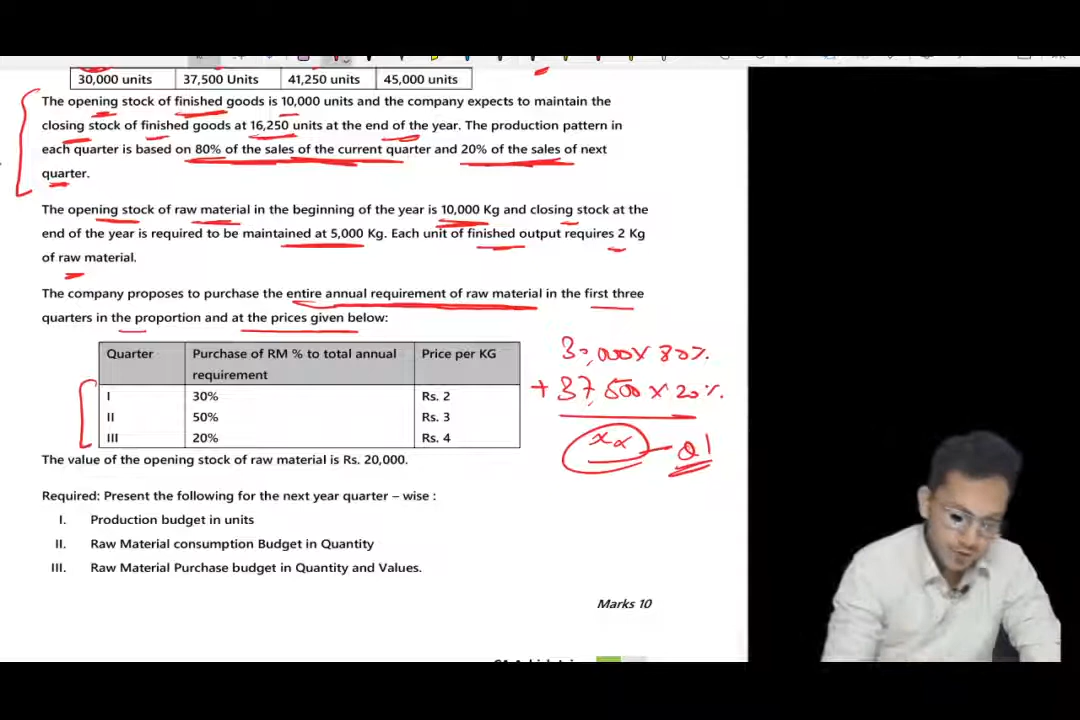 30,000 units 37,500 Units 41,250 units 45,000 units
The opening stock of finished goods is 10,000 units and the company expects to maintain the
closing stock of finished goods at 16,250 units at the end of the year. The production pattern in
each quarter is based on 80% of the sales of the current quarter and 20% of the sales of next
quarter.
The opening stock of raw material in the beginning of the year is 10,000 Kg and closing stock at the
end of the year is required to be maintained at 5,000 Kg. Each unit of finished output requires 2 Kg
of raw material.
The company proposes to purchase the entire annual requirement of raw material in the first three
quarters in the proportion and at the prices given below:
Quarter Purchase of RM % to total annual requirement Price per KG
I 30% Rs. 2
II 50% Rs. 3
III 20% Rs. 4
30,000 x 80%
+ 37,500 x 20%
xx Q1
The value of the opening stock of raw material is Rs. 20,000.
Required: Present the following for the next year quarter – wise :
I. Production budget in units
II. Raw Material consumption Budget in Quantity
III. Raw Material Purchase budget in Quantity and Values.
Marks 10